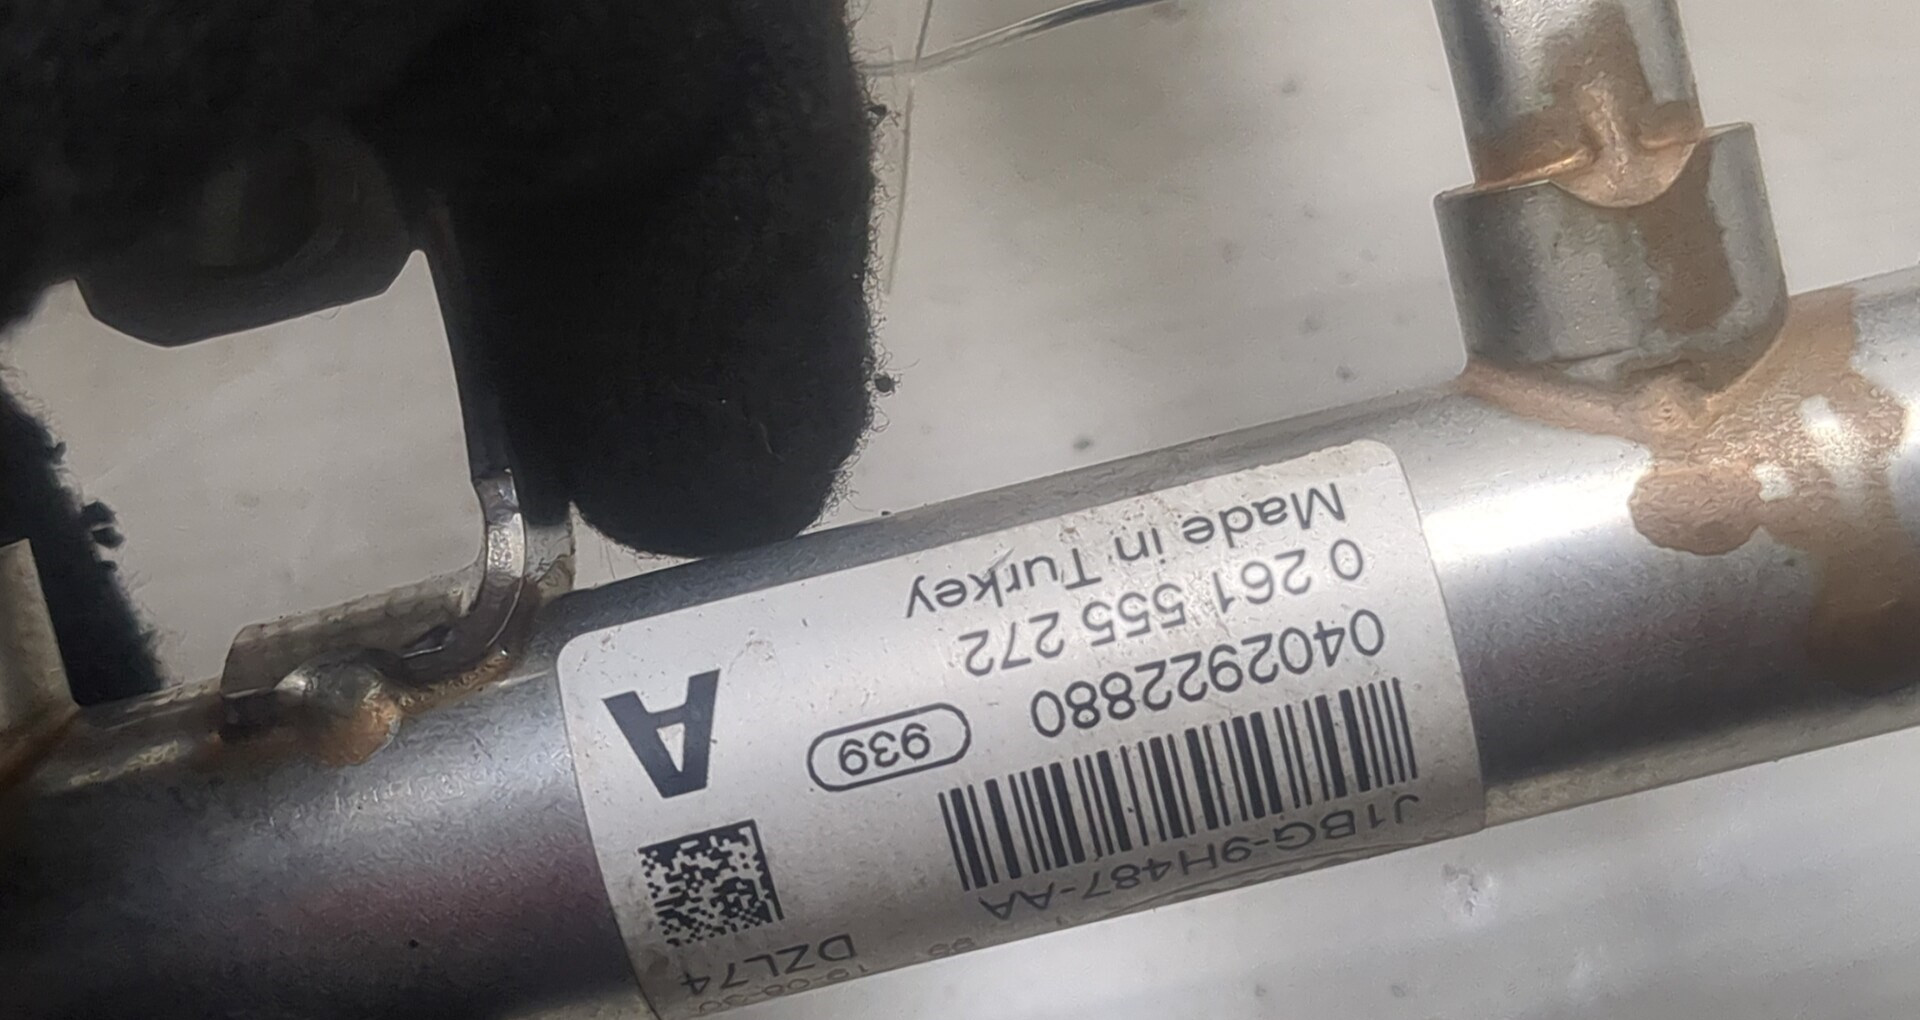 DZL74
J1BG-9H487-AA
0402922880 939
A
0 261 555 272
Made in Turkey